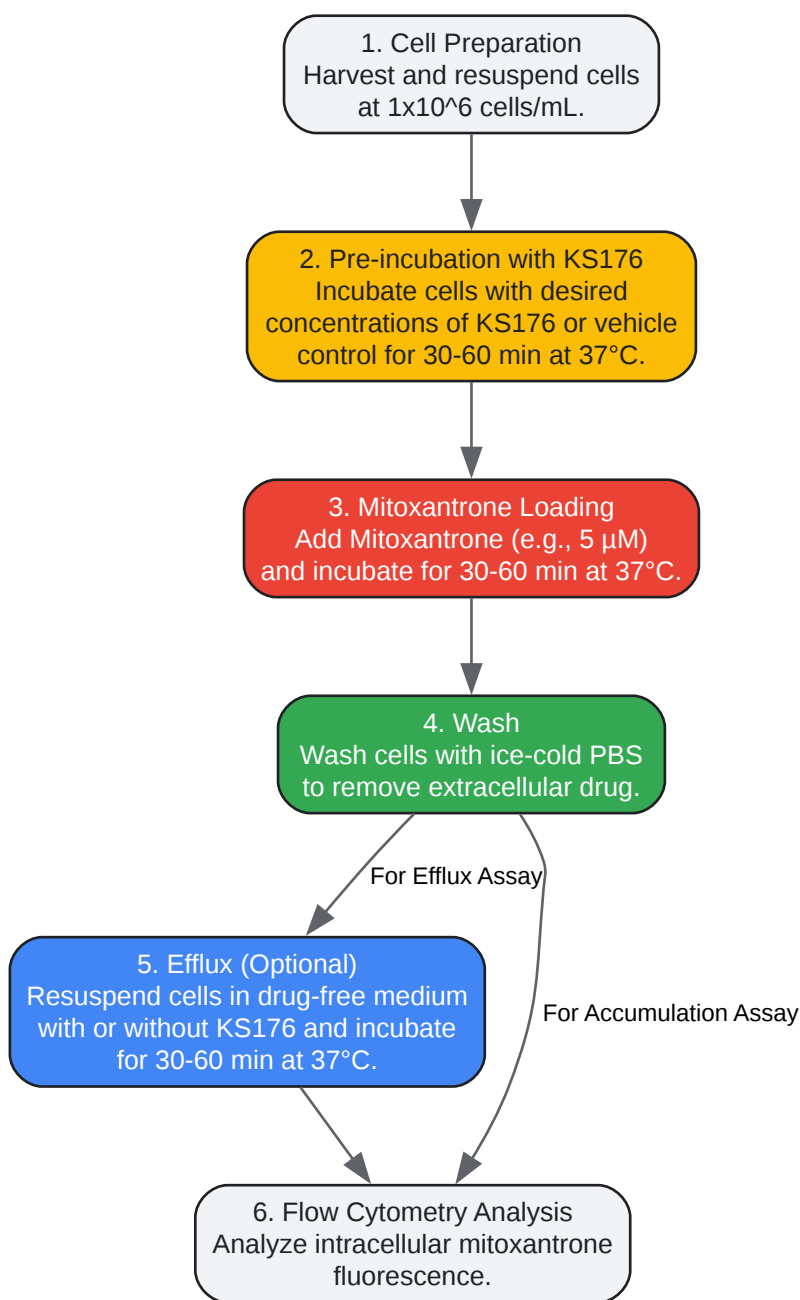 1. Cell Preparation
Harvest and resuspend cells
at 1x10^6 cells/mL.
2. Pre-incubation with KS176
Incubate cells with desired
concentrations of KS176 or vehicle
control for 30-60 min at 37°C.
3. Mitoxantrone Loading
Add Mitoxantrone (e.g., 5 µM)
and incubate for 30-60 min at 37°C.
4. Wash
Wash cells with ice-cold PBS
to remove extracellular drug.
For Efflux Assay
5. Efflux (Optional)
Resuspend cells in drug-free medium
with or without KS176 and incubate
for 30-60 min at 37°C.
For Accumulation Assay
6. Flow Cytometry Analysis
Analyze intracellular mitoxantrone
fluorescence.